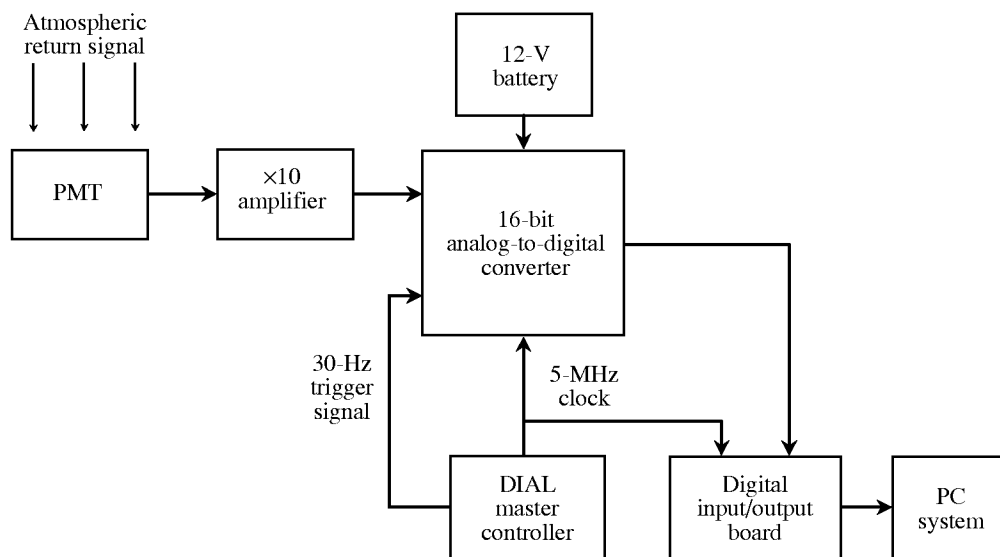 Atmospheric
return signal
12-V
battery
PMT
×10
amplifier
16-bit
analog-to-digital
converter
30-Hz
trigger
signal
5-MHz
clock
DIAL
master
controller
Digital
input/output
board
PC
system